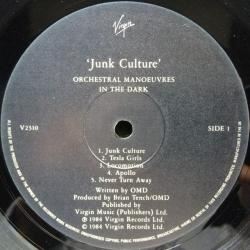 Virgin
'Junk Culture'
ORCHESTRAL MANOEUVRES
IN THE DARK
V2310
SIDE 1
1. Junk Culture
2. Tesla Girls
3. Locomotion
4. Apollo
5. Never Turn Away
Written by OMD
Produced by Brian Tench/OMD
Published by
Virgin Music (Publishers) Ltd.
℗ 1984 Virgin Records Ltd.
© 1984 Virgin Records Ltd.